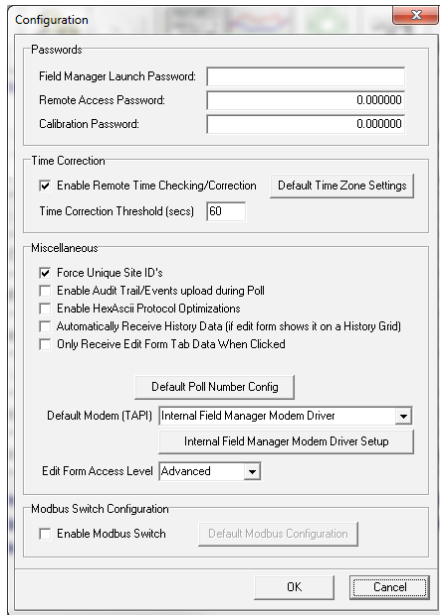 Configuration
Passwords
Field Manager Launch Password:
Remote Access Password: 0.000000
Calibration Password: 0.000000
Time Correction
Enable Remote Time Checking/Correction Default Time Zone Settings
Time Correction Threshold (secs) 60
Miscellaneous
Force Unique Site ID's
Enable Audit Trail/Events upload during Poll
Enable HexAscii Protocol Optimizations
Automatically Receive History Data (if edit form shows it on a History Grid)
Only Receive Edit Form Tab Data When Clicked
Default Poll Number Config
Default Modem (TAPI) Internal Field Manager Modem Driver
Internal Field Manager Modem Driver Setup
Edit Form Access Level Advanced
Modbus Switch Configuration
Enable Modbus Switch Default Modbus Configuration
OK Cancel